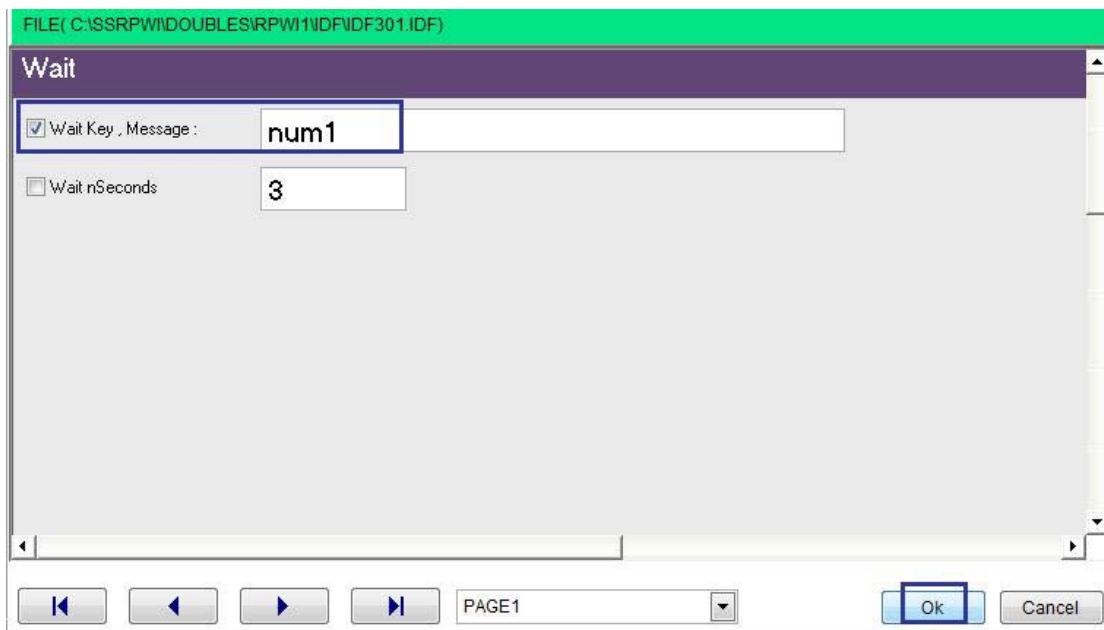 FILE( C:\SSRPWI\DOUBLES\RPWI1\IDF\IDF301.IDF)
Wait
Wait Key , Message : num1
Wait nSeconds 3
PAGE1 Ok Cancel